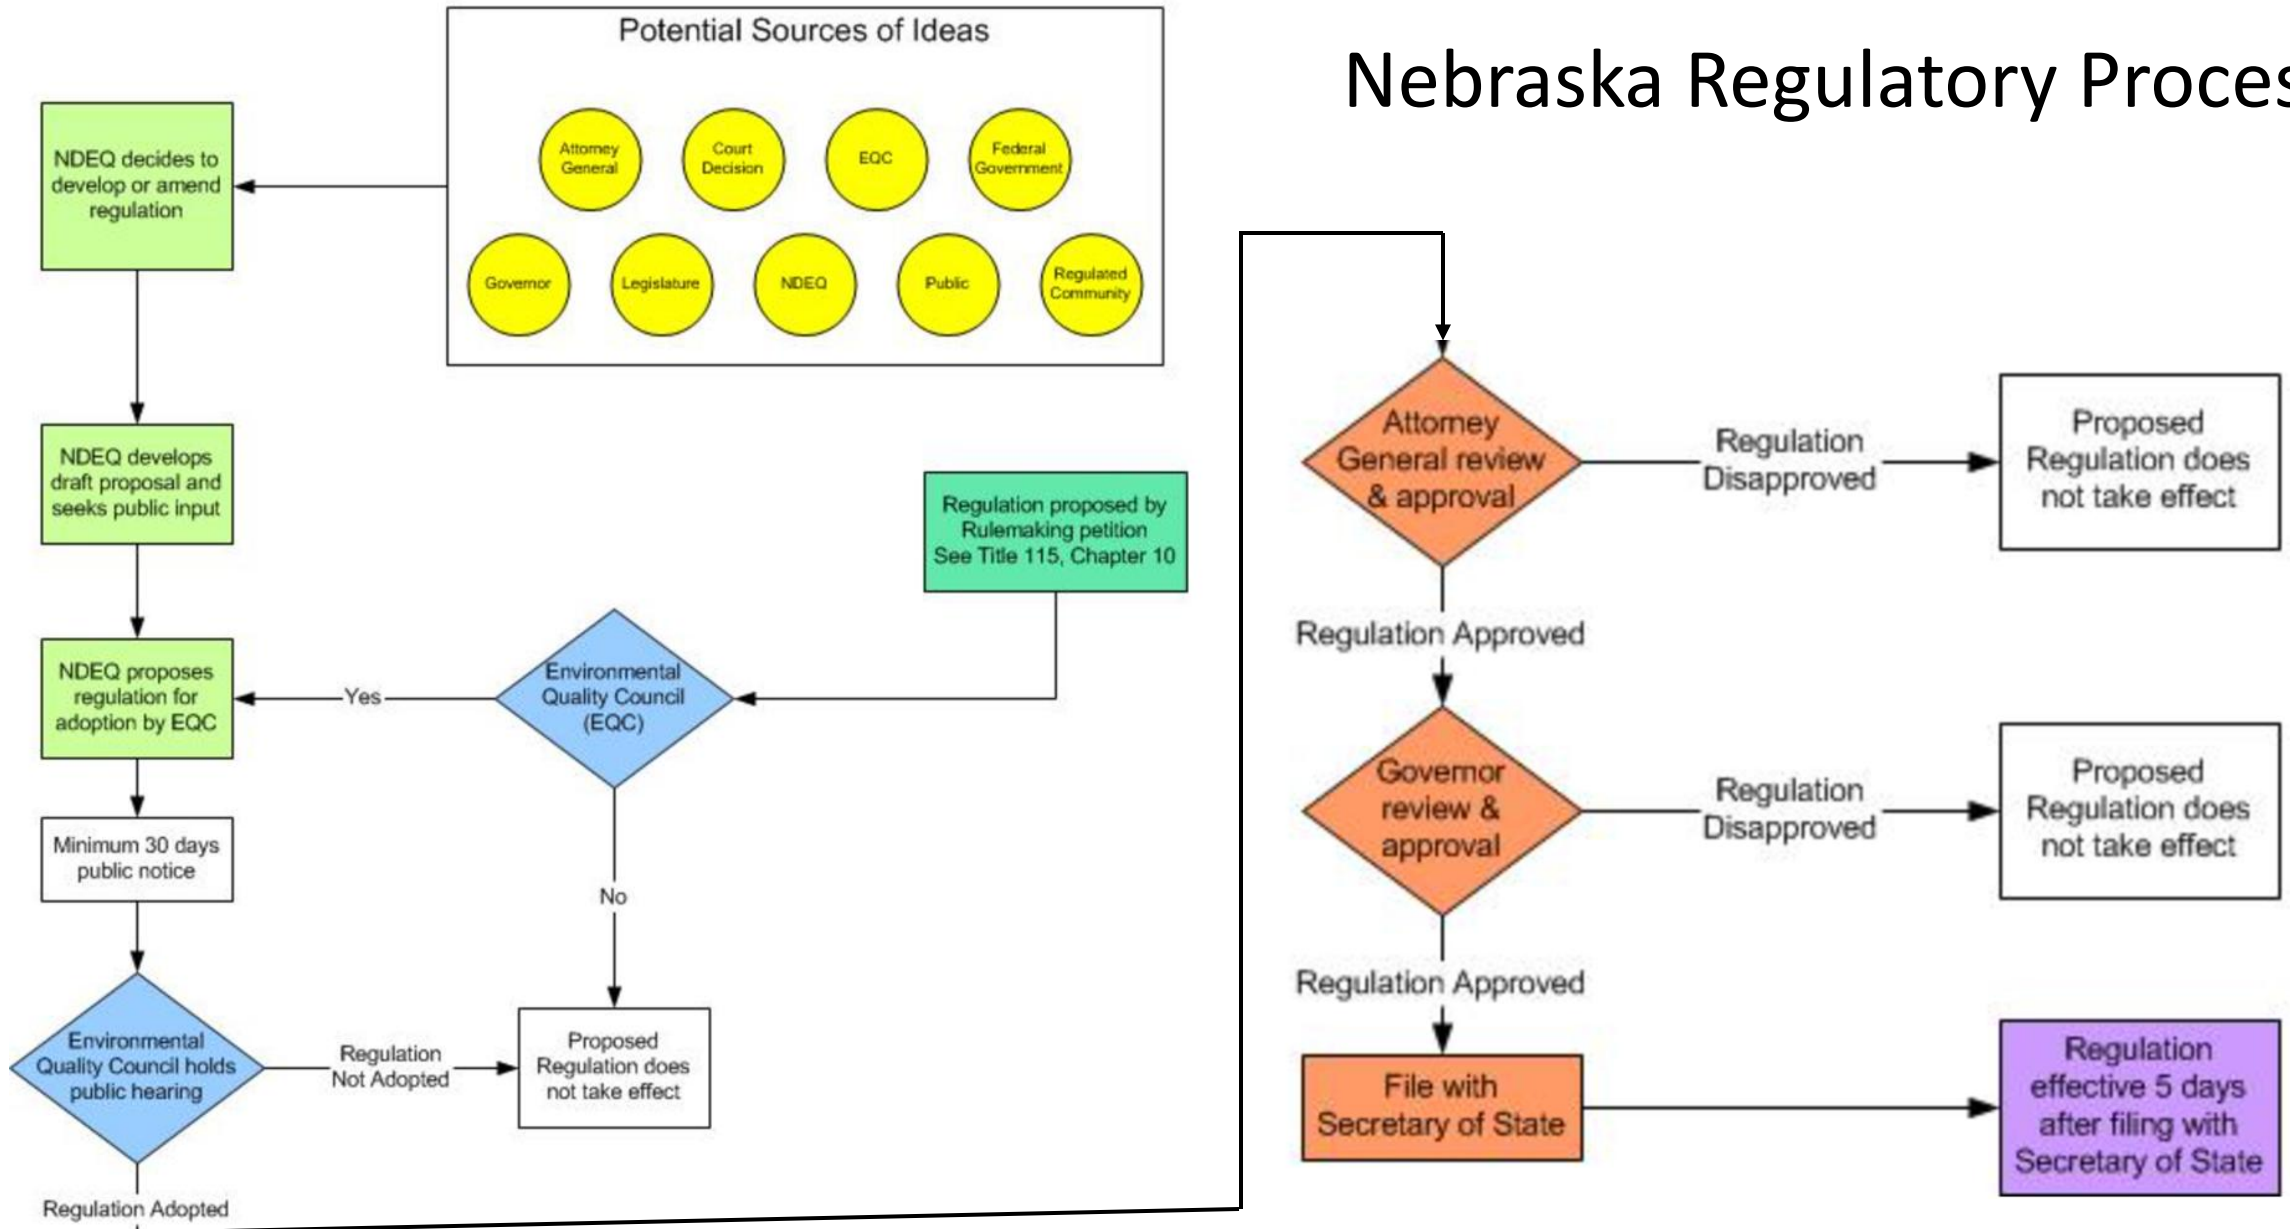 Potential Sources of Ideas
Nebraska Regulatory Proces
Attorney
General
Court
Decision
EQC
Federal
Government
Governor
Legislature
NDEQ
Public
Regulated
Community
NDEQ decides to
develop or amend
regulation
NDEQ develops
draft proposal and
seeks public input
Regulation proposed by
Rulemaking petition
See Title 115, Chapter 10
NDEQ proposes
regulation for
adoption by EQC
Yes
Environmental
Quality Council
(EQC)
No
Minimum 30 days
public notice
Environmental
Quality Council holds
public hearing
Regulation
Not Adopted
Proposed
Regulation does
not take effect
Regulation Adopted
Attorney
General review
& approval
Regulation
Disapproved
Proposed
Regulation does
not take effect
Regulation Approved
Governor
review &
approval
Regulation
Disapproved
Proposed
Regulation does
not take effect
Regulation Approved
File with
Secretary of State
Regulation
effective 5 days
after filing with
Secretary of State